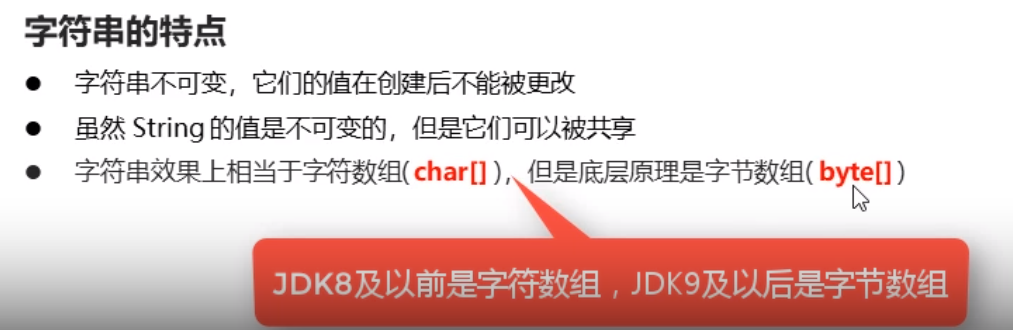 字符串的特点
● 字符串不可变，它们的值在创建后不能被更改
● 虽然 String 的值是不可变的，但是它们可以被共享
● 字符串效果上相当于字符数组( char[] )，但是底层原理是字节数组( byte[] )
JDK8及以前是字符数组，JDK9及以后是字节数组